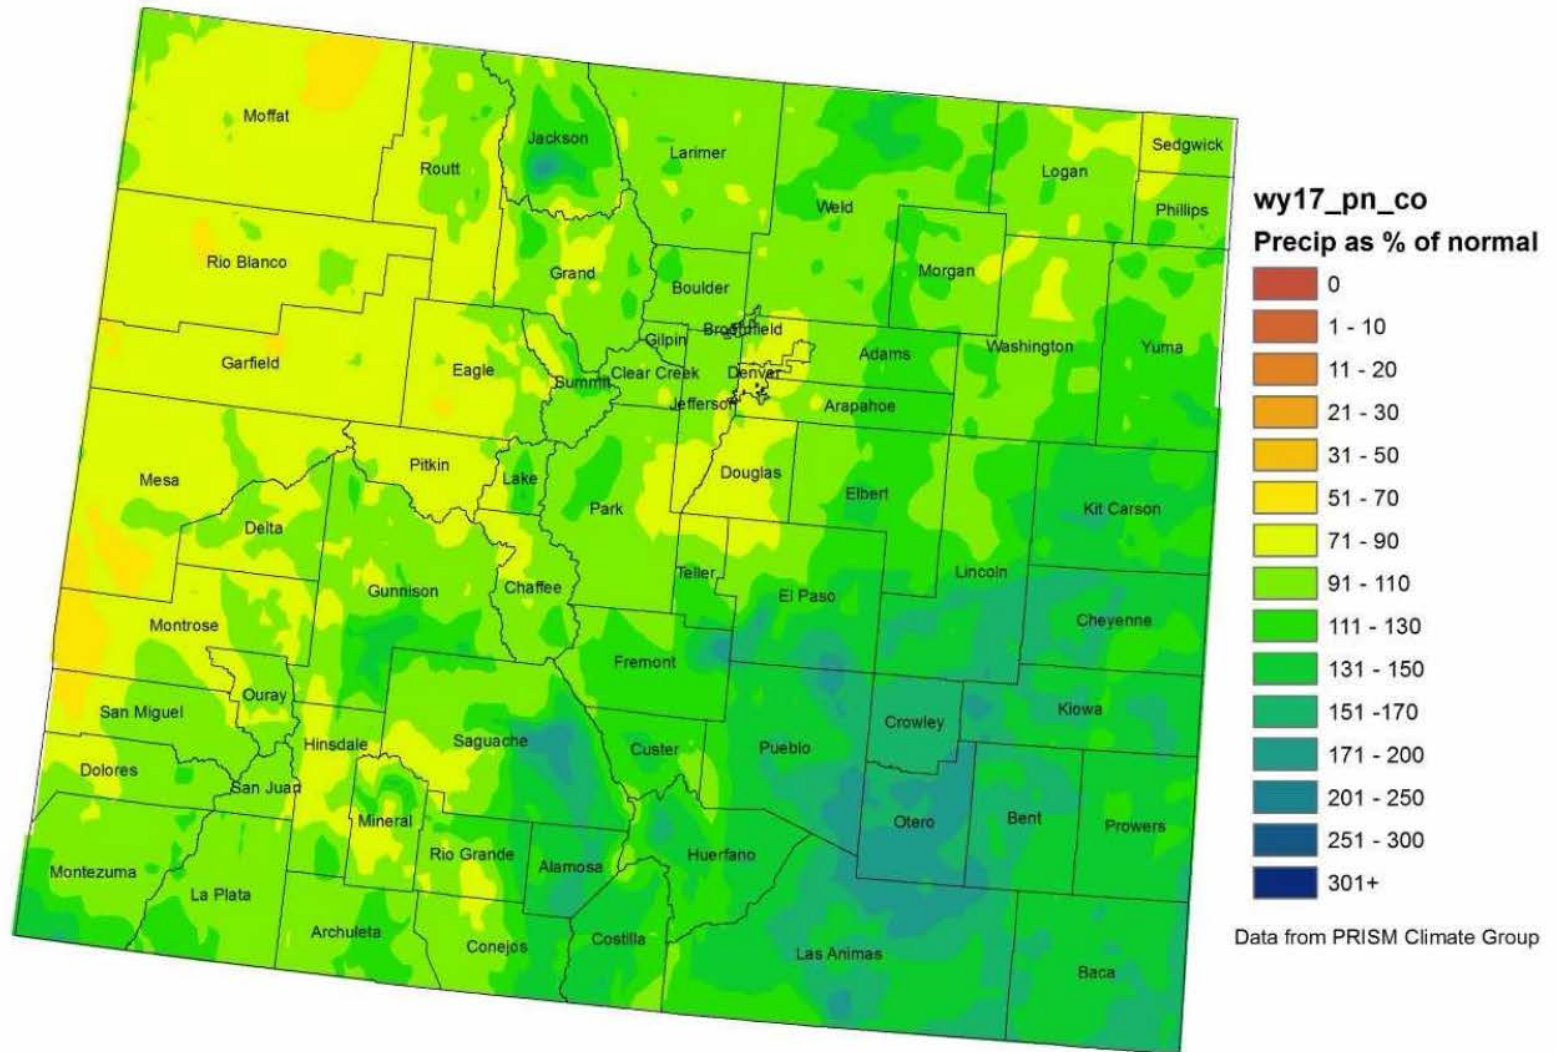 Moffat
Routt
Jackson
Larimer
Weld
Logan
Sedgwick
Phillips
Rio Blanco
Grand
Boulder
Morgan
Broomfield
Gilpin
Garfield
Eagle
Summit
Clear Creek
Denver
Adams
Washington
Yuma
Jefferson
Arapahoe
Mesa
Pitkin
Lake
Park
Douglas
Elbert
Kit Carson
Delta
Gunnison
Chaffee
Teller
El Paso
Lincoln
Cheyenne
Montrose
Fremont
Ouray
San Miguel
Hinsdale
Saguache
Custer
Pueblo
Crowley
Kiowa
Dolores
San Juan
Mineral
Otero
Bent
Prowers
Montezuma
La Plata
Rio Grande
Alamosa
Huerfano
Archuleta
Conejos
Costilla
Las Animas
Baca
wy17_pn_co
Precip as % of normal
0
1 - 10
11 - 20
21 - 30
31 - 50
51 - 70
71 - 90
91 - 110
111 - 130
131 - 150
151 -170
171 - 200
201 - 250
251 - 300
301+
Data from PRISM Climate Group